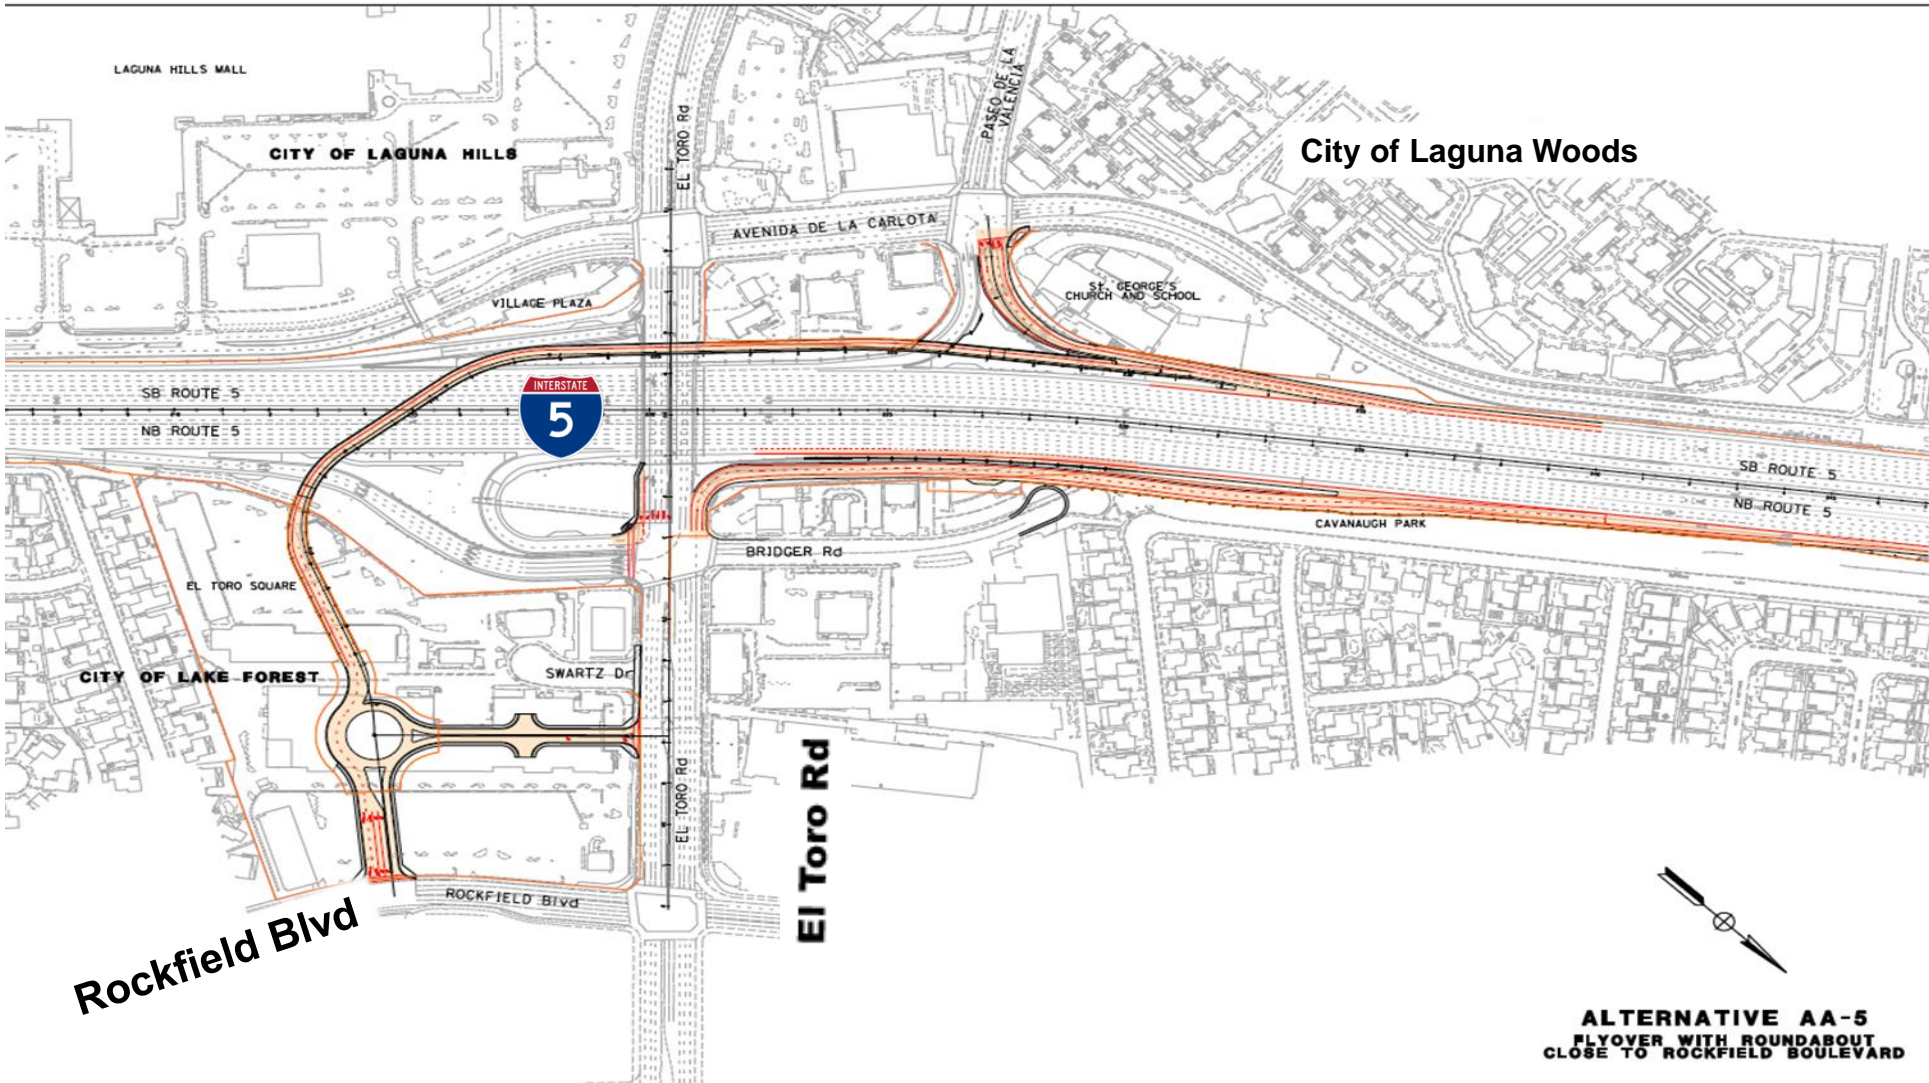 LAGUNA HILLS MALL
CITY OF LAGUNA HILLS
EL TORO Rd
PASEO DE LA
VALENCIA
City of Laguna Woods
AVENIDA DE LA CARLOTA
VILLAGE PLAZA
St. GEORGE'S
CHURCH AND SCHOOL
SB ROUTE 5
NB ROUTE 5
INTERSTATE
5
SB ROUTE 5
NB ROUTE 5
CAVANAUGH PARK
BRIDGER Rd
EL TORO SQUARE
CITY OF LAKE FOREST
SWARTZ Dr
EL TORO Rd
El Toro Rd
ROCKFIELD Blvd
Rockfield Blvd
ALTERNATIVE AA-5
FLYOVER WITH ROUNDABOUT
CLOSE TO ROCKFIELD BOULEVARD